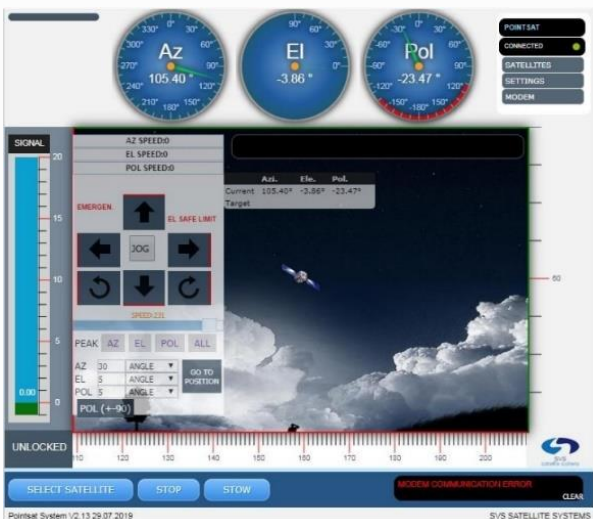 330° 0° 30°
300° 60°
270° 90°
240° 120°
210° 180° 150°
Az
105.40 °
90° 60°
30°
0°
El
-3.86 °
-30° 0° 30°
-60° 60°
-90° 90°
-120° 120°
-150° -180° 150°
Pol
-23.47 °
POINTSAT
CONNECTED
SATELLITES
SETTINGS
MODEM
SIGNAL
20
15
10
5
0
0.00
UNLOCKED
AZ SPEED:0
EL SPEED:0
POL SPEED:0
Azi. Ele. Pol.
Current 105.40° -3.86° -23.47°
Target
EMERGEN.
EL SAFE LIMIT
JOG
SPEED:231
PEAK AZ EL POL ALL
AZ 30 ANGLE
EL 5 ANGLE
POL 5 ANGLE
GO TO
POSITION
POL (+-90)
60
110 120 130 140 150 160 170 180 190 200
SVS
SELECT SATELLITE STOP STOW
MODEM COMMUNICATION ERROR
CLEAR
Pointsat System V2.13 29.07.2019
SVS SATELLITE SYSTEMS